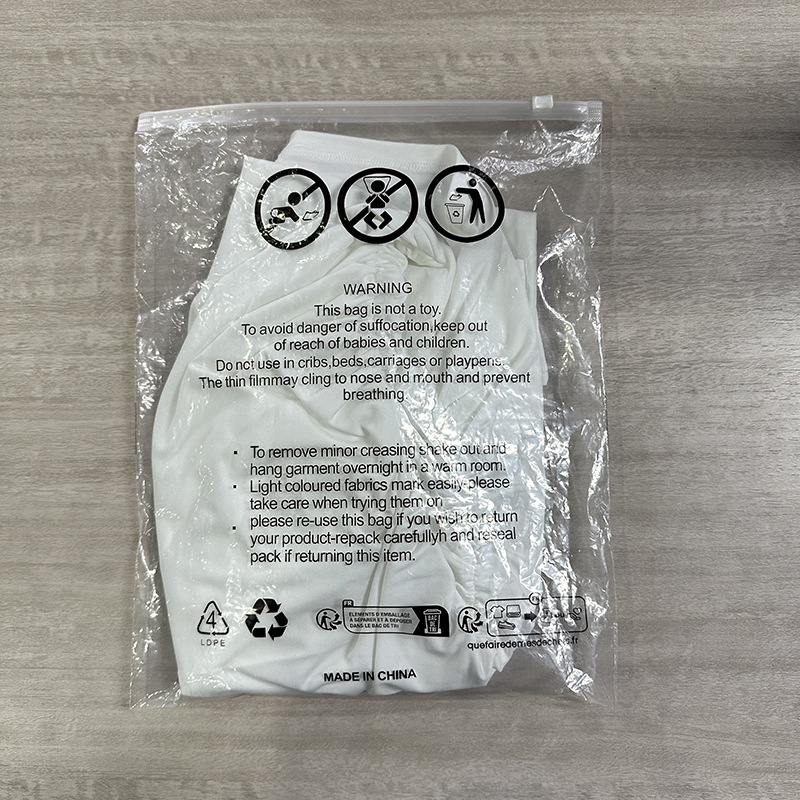 WARNING
This bag is not a toy.
To avoid danger of suffocation,keep out
of reach of babies and children.
Do not use in cribs,beds,carriages or playpens.
The thin filmmay cling to nose and mouth and prevent
breathing.
· To remove minor creasing shake out and
hang garment overnight in a warm room.
· Light coloured fabrics mark easily-please
take care when trying them on
· please re-use this bag if you wish to return
your product-repack carefullyh and reseal
pack if returning this item.
4
LDPE
FR
ÉLÉMENTS D'EMBALLAGE
À SÉPARER ET À DÉPOSER
DANS LE BAC DE TRI
BAC
DE
TRI
FR
quefairedemesdechets.fr
MADE IN CHINA